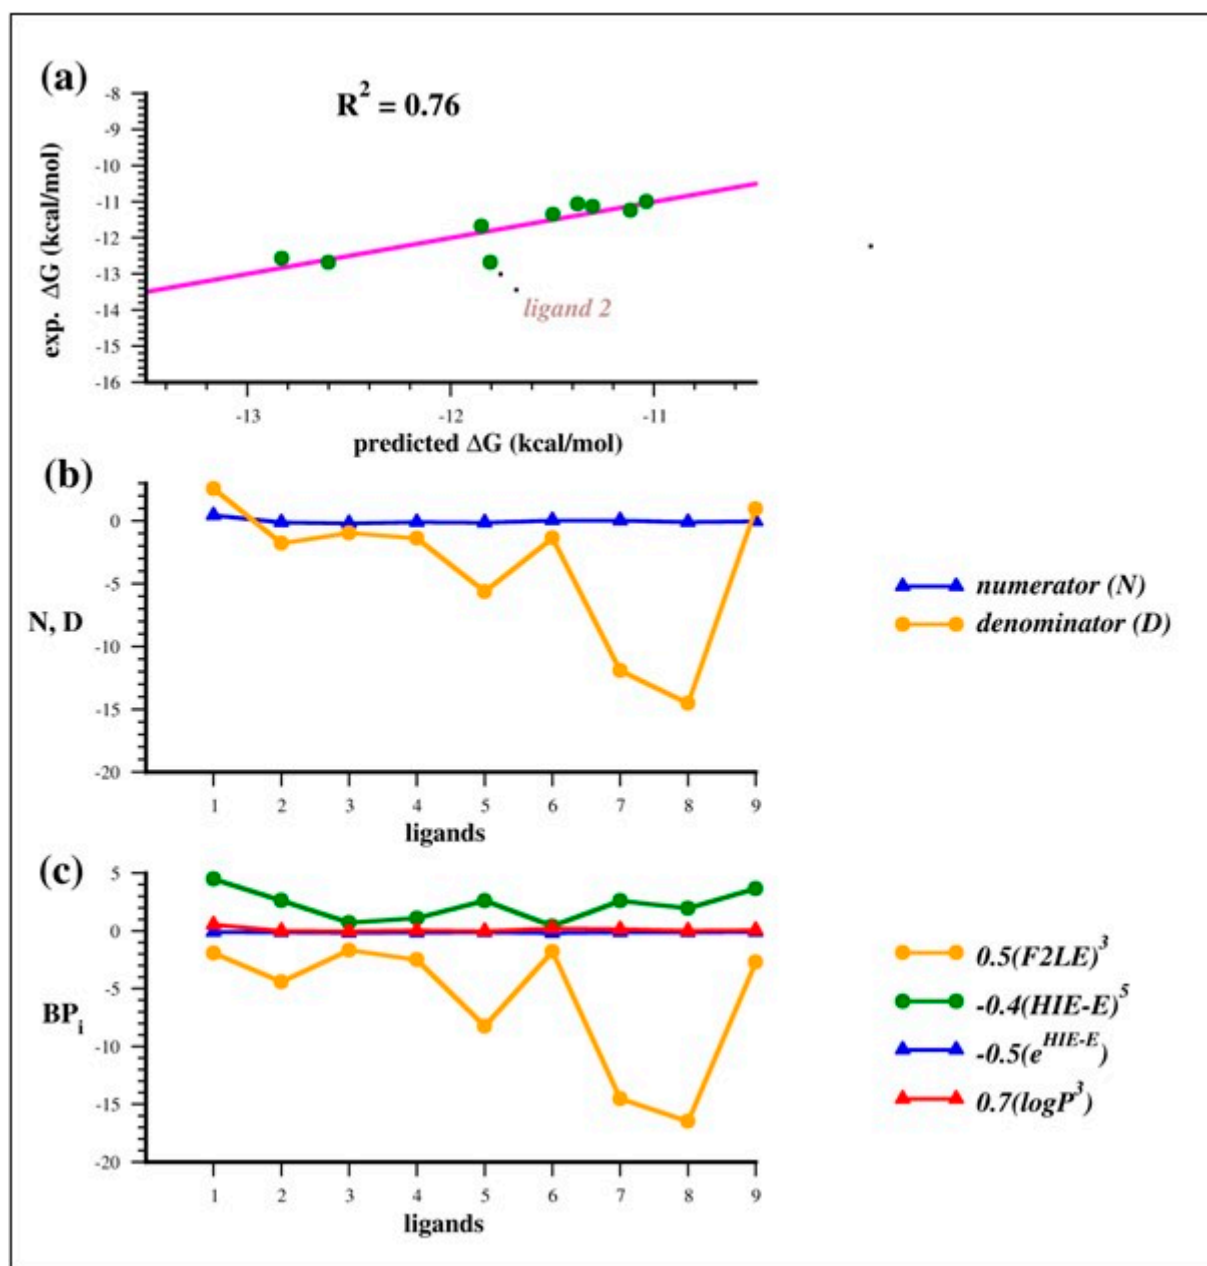 (a)
R2 = 0.76
-8
-9
-10
-11
-12
-13
-14
-15
-16
exp. ΔG (kcal/mol)
ligand 2
-13 -12 -11
predicted ΔG (kcal/mol)
(b)
0
-5
-10
-15
-20
N, D
1 2 3 4 5 6 7 8 9
ligands
numerator (N)
denominator (D)
(c)
5
0
-5
-10
-15
-20
BPi
1 2 3 4 5 6 7 8 9
ligands
0.5(F2LE)3
-0.4(HIE-E)5
-0.5(eHIE-E)
0.7(logP3)